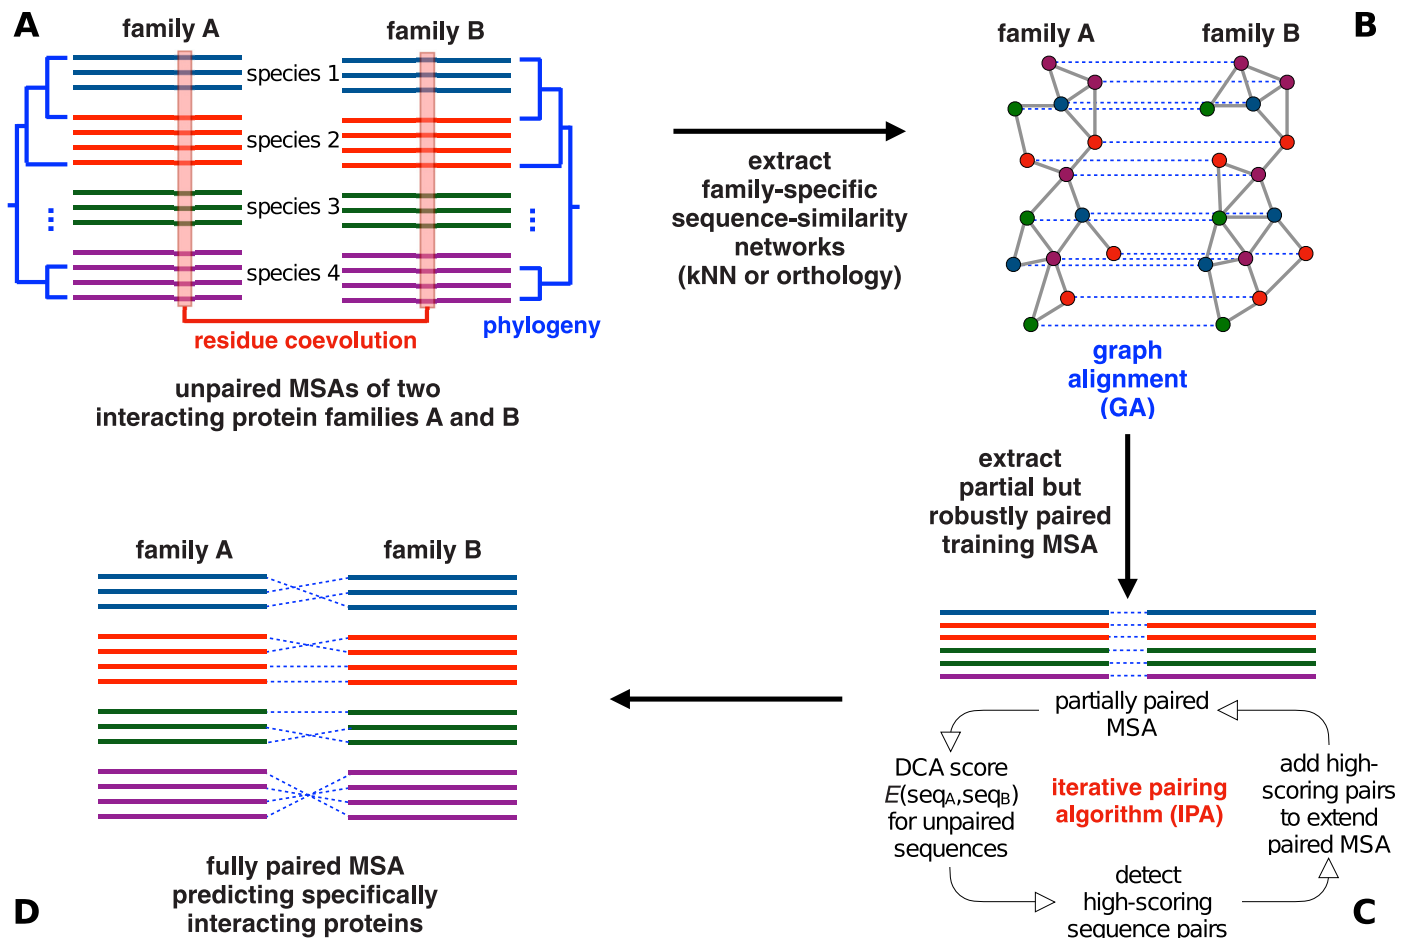 A
family A
family B
species 1
species 2
species 3
species 4
phylogeny
residue coevolution
unpaired MSAs of two
interacting protein families A and B
extract
family-specific
sequence-similarity
networks
(kNN or orthology)
B
family A
family B
graph
alignment
(GA)
extract
partial but
robustly paired
training MSA
partially paired
MSA
DCA score
E(seqA,seqB)
for unpaired
sequences
iterative pairing
algorithm (IPA)
add high-
scoring pairs
to extend
paired MSA
detect
high-scoring
sequence pairs
C
family A
family B
fully paired MSA
predicting specifically
interacting proteins
D